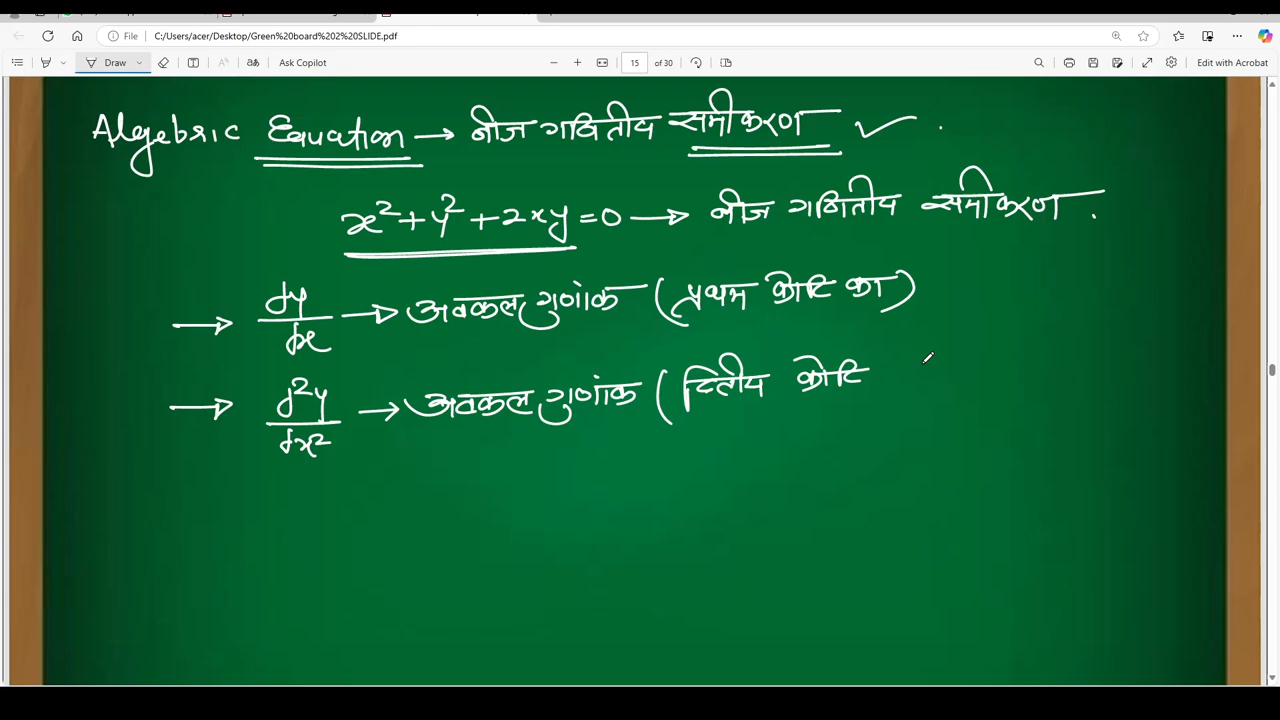 File C:/Users/acer/Desktop/Green%20board%202%20SLIDE.pdf
Draw Ask Copilot 15 of 30 Edit with Acrobat
Algebric Equation → बीज गणितीय समीकरण ✓ .
x²+y²+2xy=0 → बीज गणितीय समीकरण .
→ dy/dx → अवकल गुणांक (प्रथम कोटि का)
→ d²y/dx² → अवकल गुणांक (द्वितीय कोटि